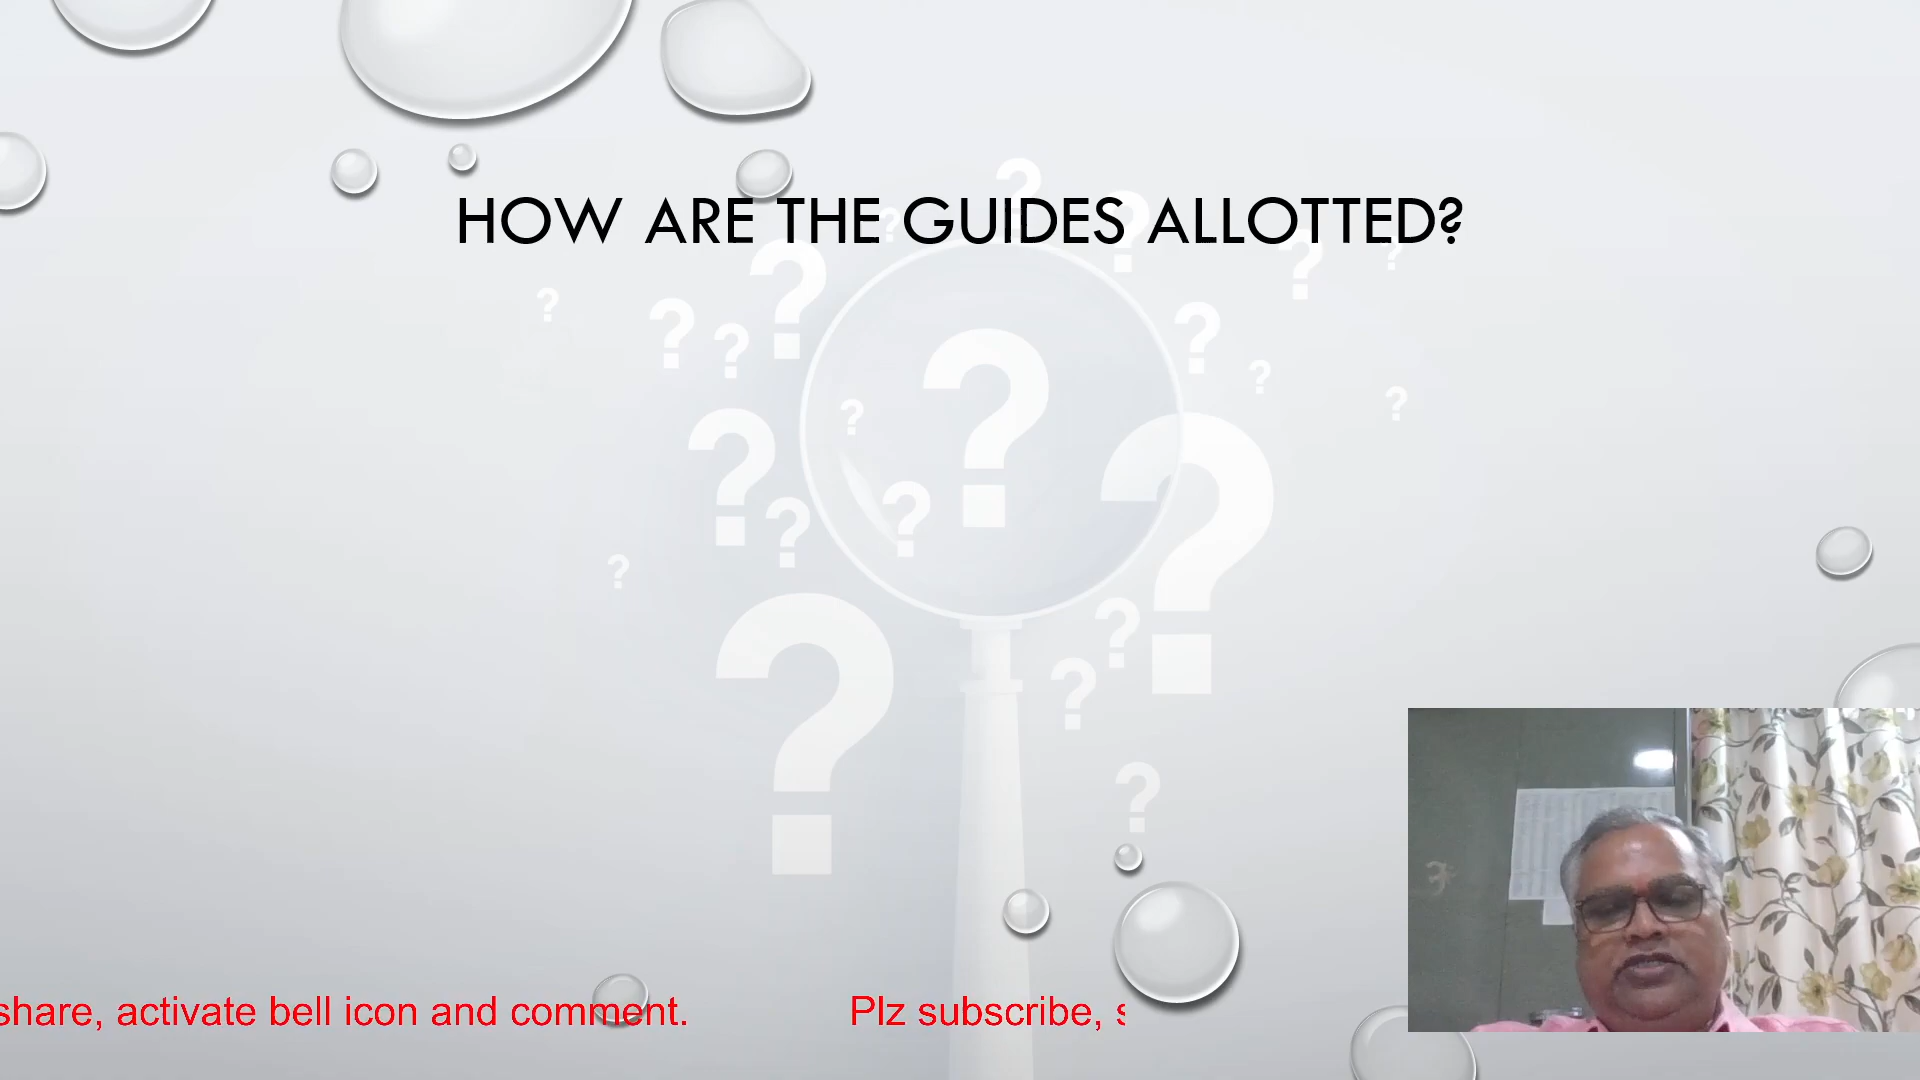 HOW ARE THE GUIDES ALLOTTED?
share, activate bell icon and comment. Plz subscribe,